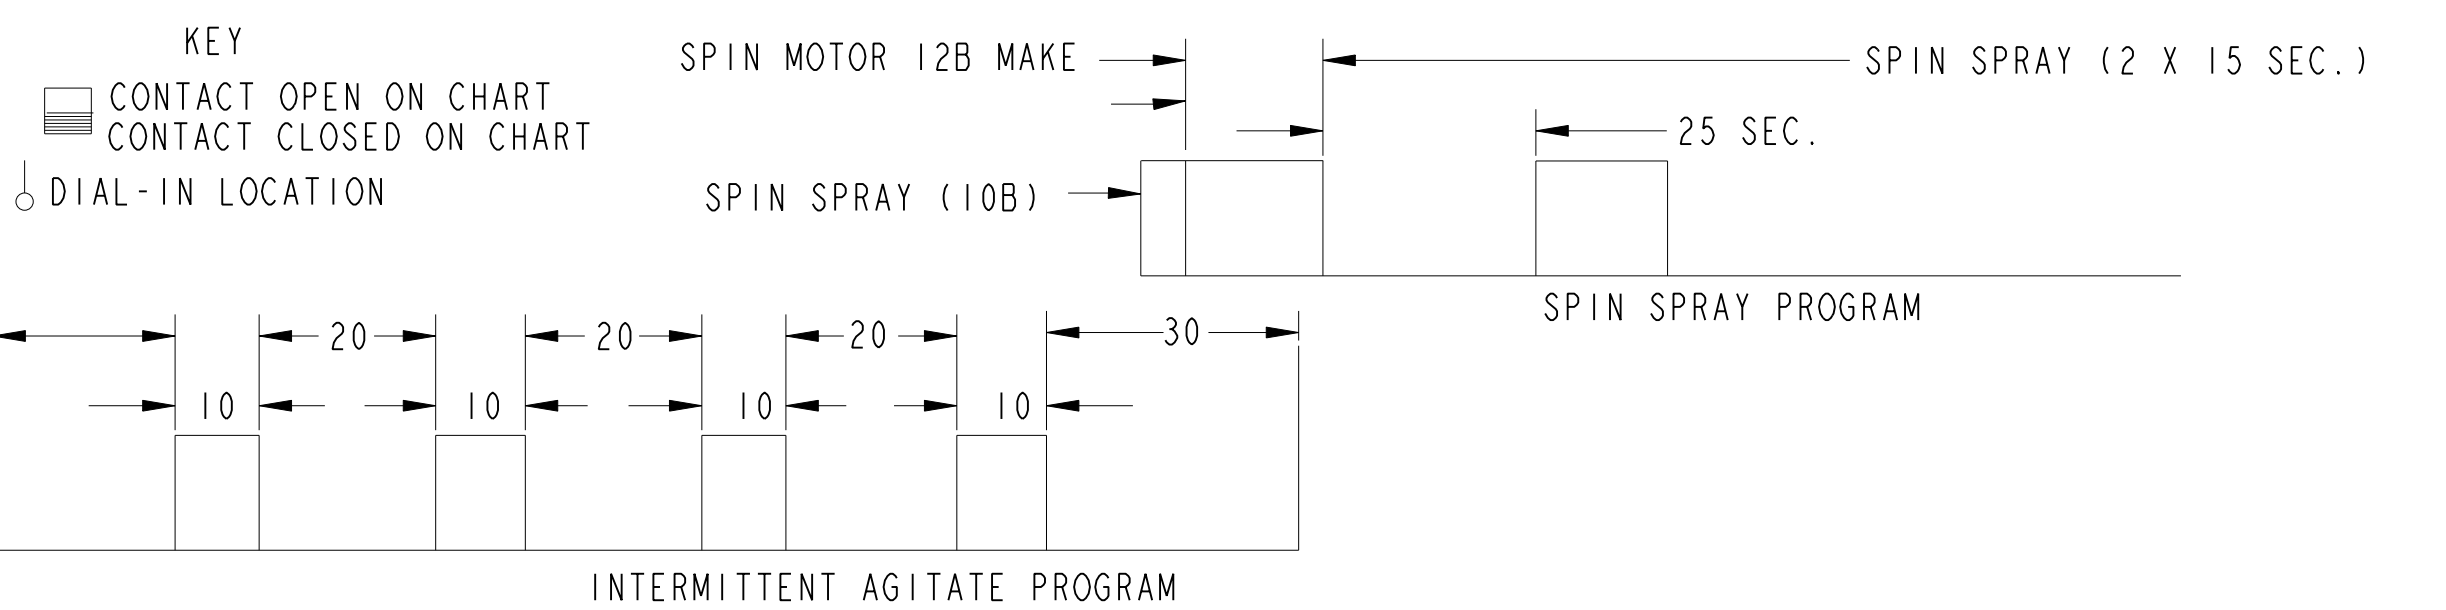 KEY
CONTACT OPEN ON CHART
CONTACT CLOSED ON CHART
DIAL-IN LOCATION
SPIN MOTOR 12B MAKE
SPIN SPRAY (2 X 15 SEC.)
25 SEC.
SPIN SPRAY (10B)
SPIN SPRAY PROGRAM
20 20 20 30
10 10 10 10
INTERMITTENT AGITATE PROGRAM